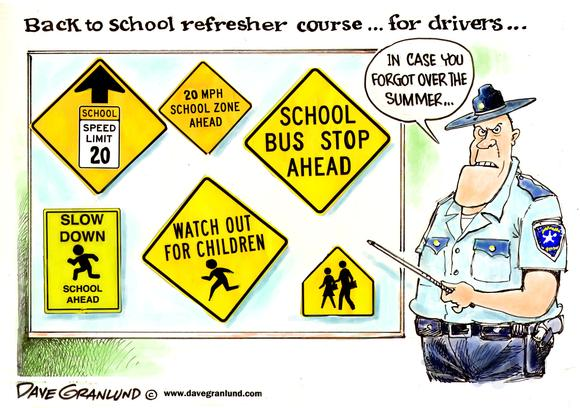 Back to school refresher course... for drivers...
IN CASE YOU
FORGOT OVER THE
SUMMER...
SCHOOL
SPEED
LIMIT
20
20 MPH
SCHOOL ZONE
AHEAD
SCHOOL
BUS STOP
AHEAD
SLOW
DOWN
SCHOOL
AHEAD
WATCH OUT
FOR CHILDREN
DAVE GRANLUND © www.davegranlund.com